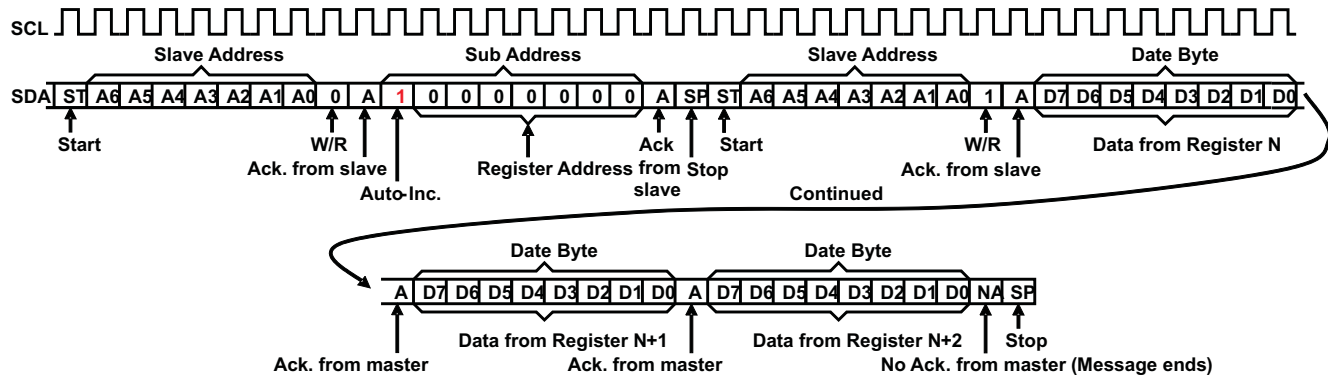 SCL
Slave Address Sub Address Slave Address Date Byte
SDA ST A6 A5 A4 A3 A2 A1 A0 0 A 1 0 0 0 0 0 0 0 A SP ST A6 A5 A4 A3 A2 A1 A0 1 A D7 D6 D5 D4 D3 D2 D1 D0
Start W/R Ack Start W/R Data from Register N
Ack. from slave Register Address from Stop Ack. from slave
slave
Auto-Inc. Continued
Date Byte Date Byte
A D7 D6 D5 D4 D3 D2 D1 D0 A D7 D6 D5 D4 D3 D2 D1 D0 NA SP
Data from Register N+1 Data from Register N+2 Stop
Ack. from master Ack. from master No Ack. from master (Message ends)